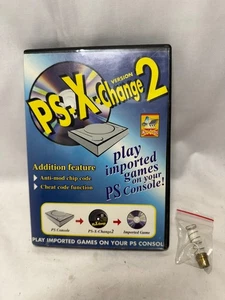 VERSION
PS-X-Change 2
play
imported
games
on your
PS Console!
Addition feature
Anti-mod chip code
Cheat code function
PS Console
PS-X-Change2
Imported Game
PLAY IMPORTED GAMES ON YOUR PS CONSOL